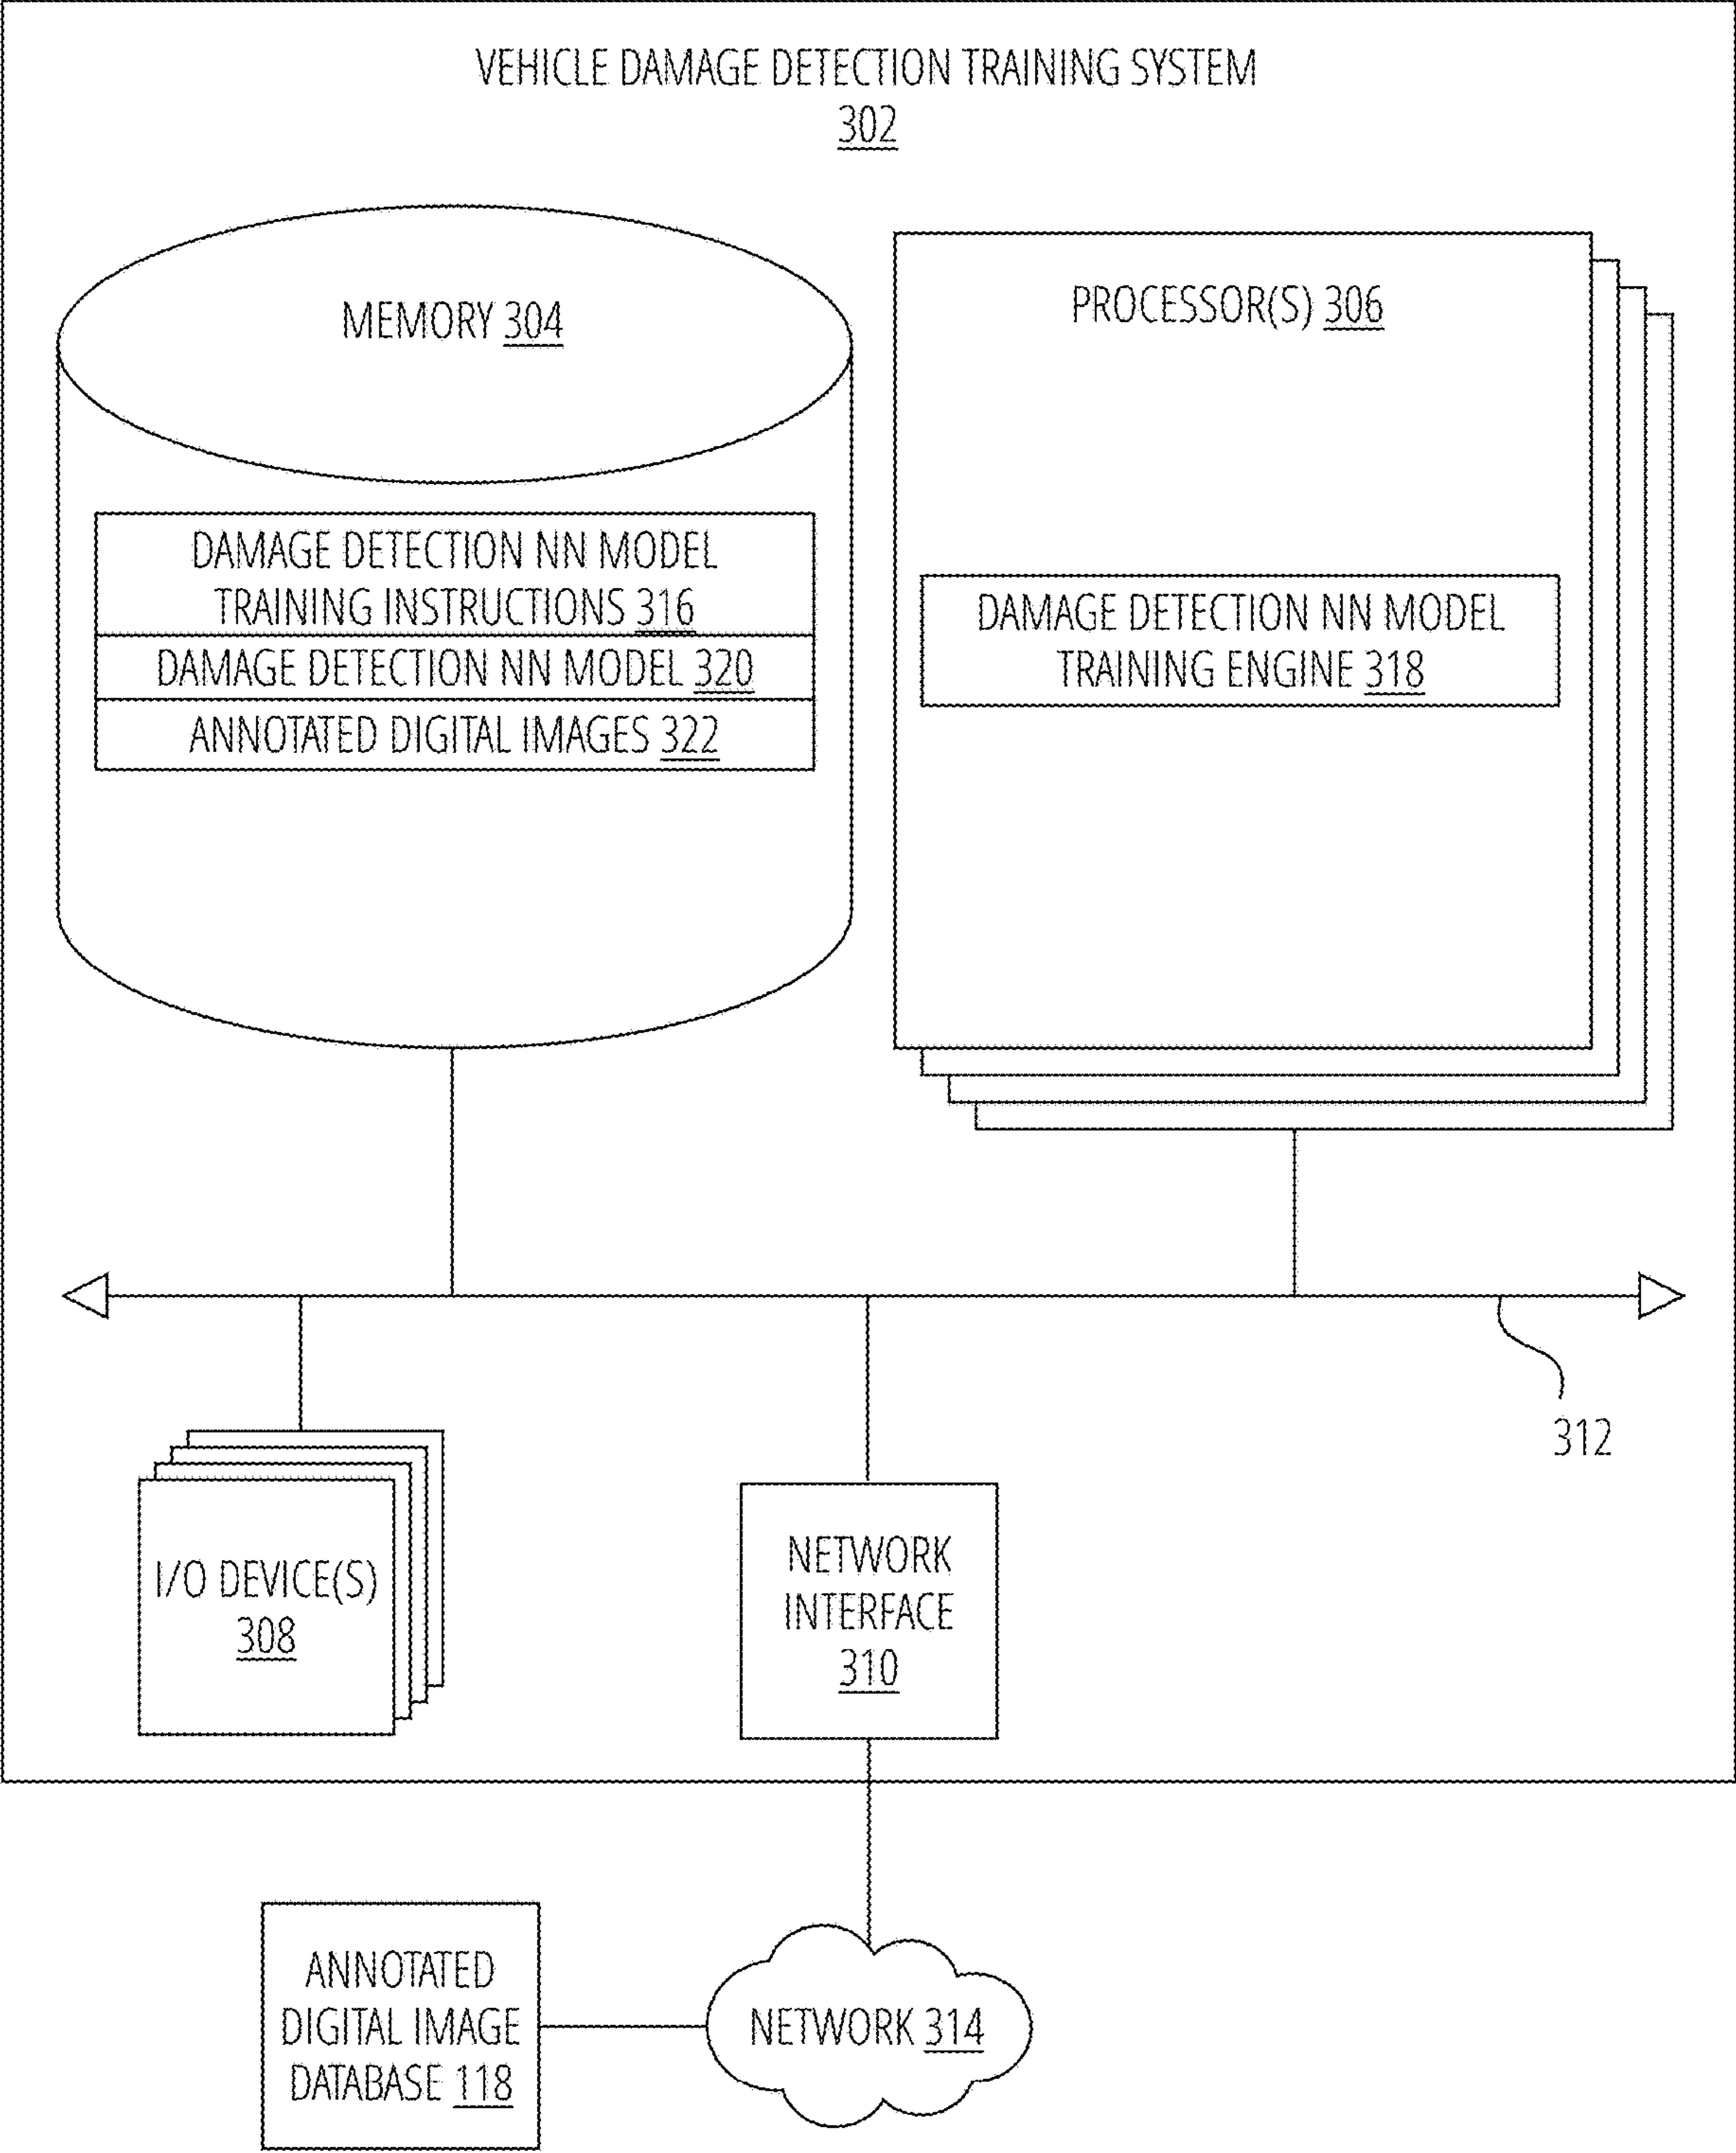 VEHICLE DAMAGE DETECTION TRAINING SYSTEM
302
MEMORY 304
DAMAGE DETECTION NN MODEL
TRAINING INSTRUCTIONS 316
DAMAGE DETECTION NN MODEL 320
ANNOTATED DIGITAL IMAGES 322
PROCESSOR(S) 306
DAMAGE DETECTION NN MODEL
TRAINING ENGINE 318
312
I/O DEVICE(S)
308
NETWORK
INTERFACE
310
ANNOTATED
DIGITAL IMAGE
DATABASE 118
NETWORK 314